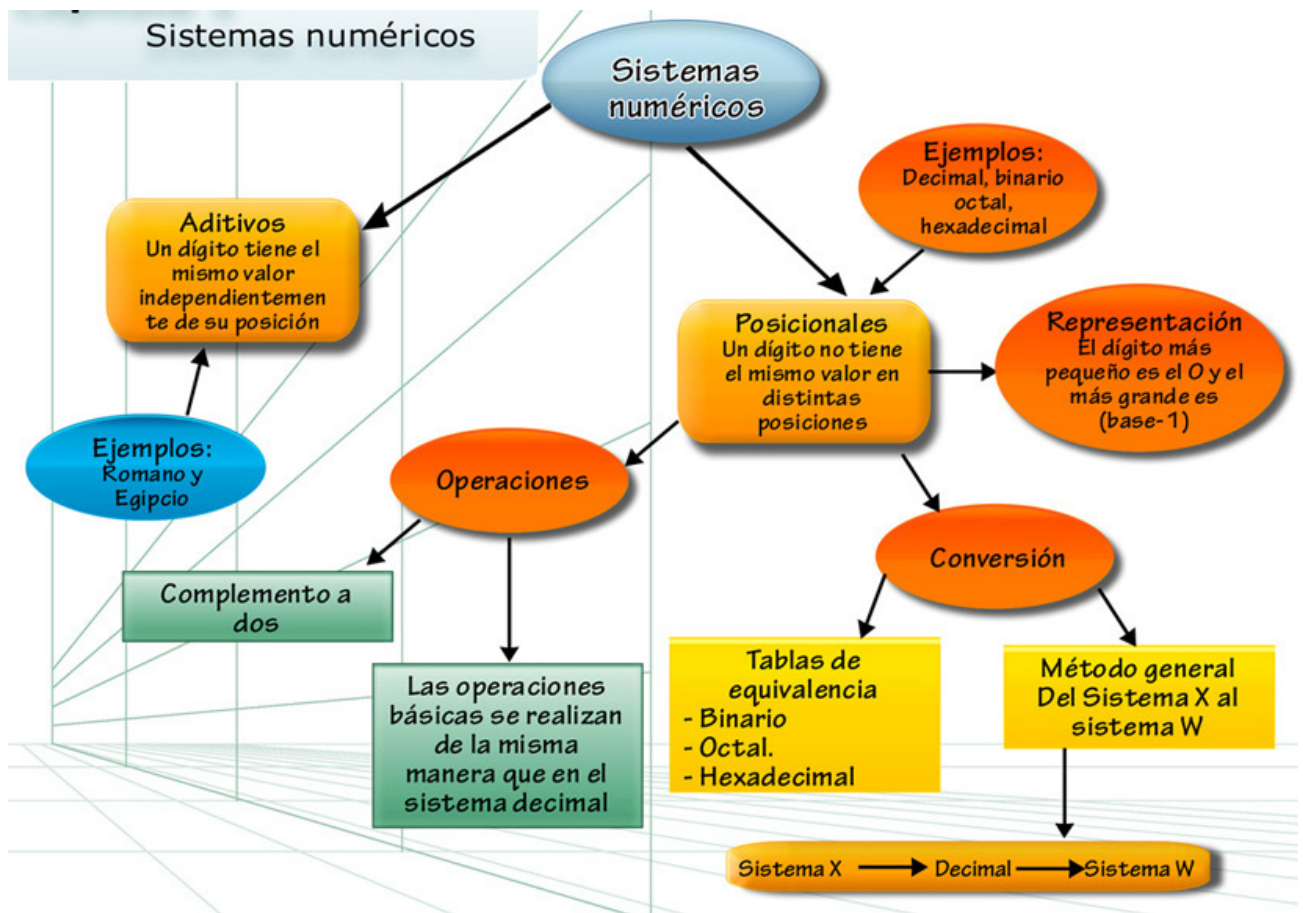 Sistemas numéricos
Sistemas
numéricos
Ejemplos:
Decimal, binario
octal,
hexadecimal
Aditivos
Un dígito tiene el
mismo valor
independientemen
te de su posición
Posicionales
Un dígito no tiene
el mismo valor en
distintas
posiciones
Representación
El dígito más
pequeño es el 0 y el
más grande es
(base-1)
Ejemplos:
Romano y
Egipcio
Operaciones
Conversión
Complemento a
dos
Las operaciones
básicas se realizan
de la misma
manera que en el
sistema decimal
Tablas de
equivalencia
- Binario
- Octal.
- Hexadecimal
Método general
Del Sistema X al
sistema W
Sistema X Decimal Sistema W